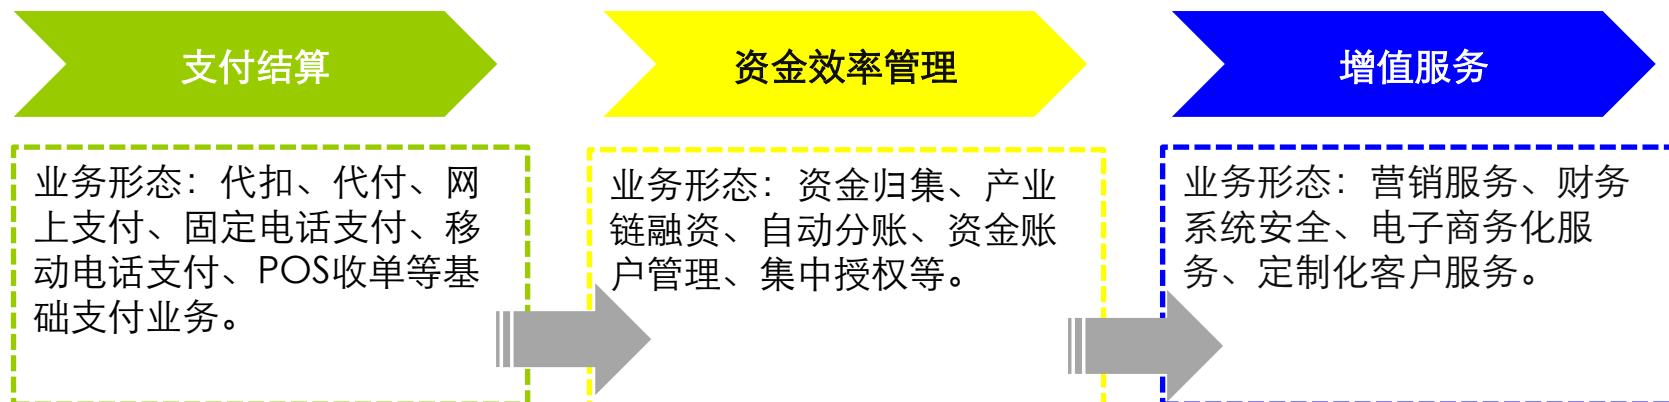 支付结算
资金效率管理
增值服务
业务形态：代扣、代付、网
上支付、固定电话支付、移
动电话支付、POS收单等基
础支付业务。
业务形态：资金归集、产业
链融资、自动分账、资金账
户管理、集中授权等。
业务形态：营销服务、财务
系统安全、电子商务化服
务、定制化客户服务。